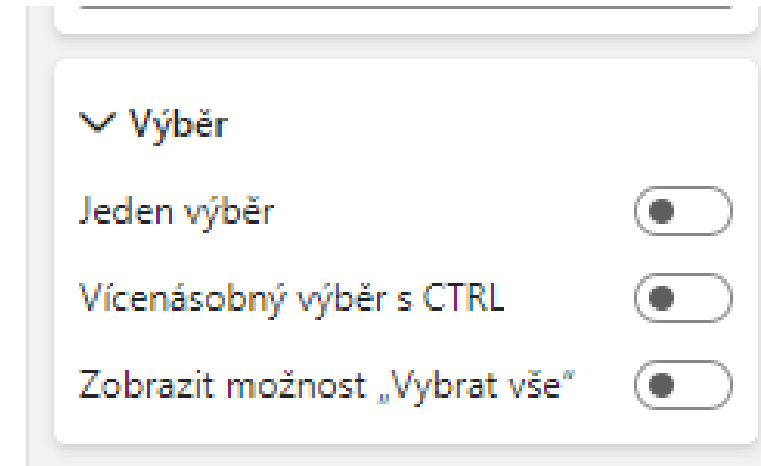 Výběr
Jeden výběr
Vícenásobný výběr s CTRL
Zobrazit možnost „Vybrat vše“